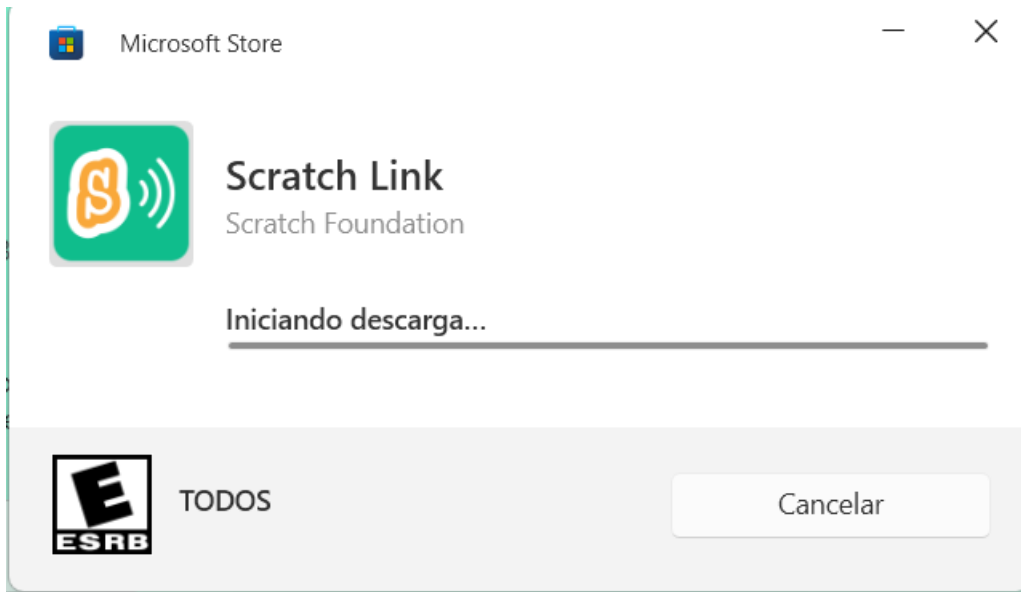 Microsoft Store
S
Scratch Link
Scratch Foundation
Iniciando descarga...
E
ESRB
TODOS
Cancelar